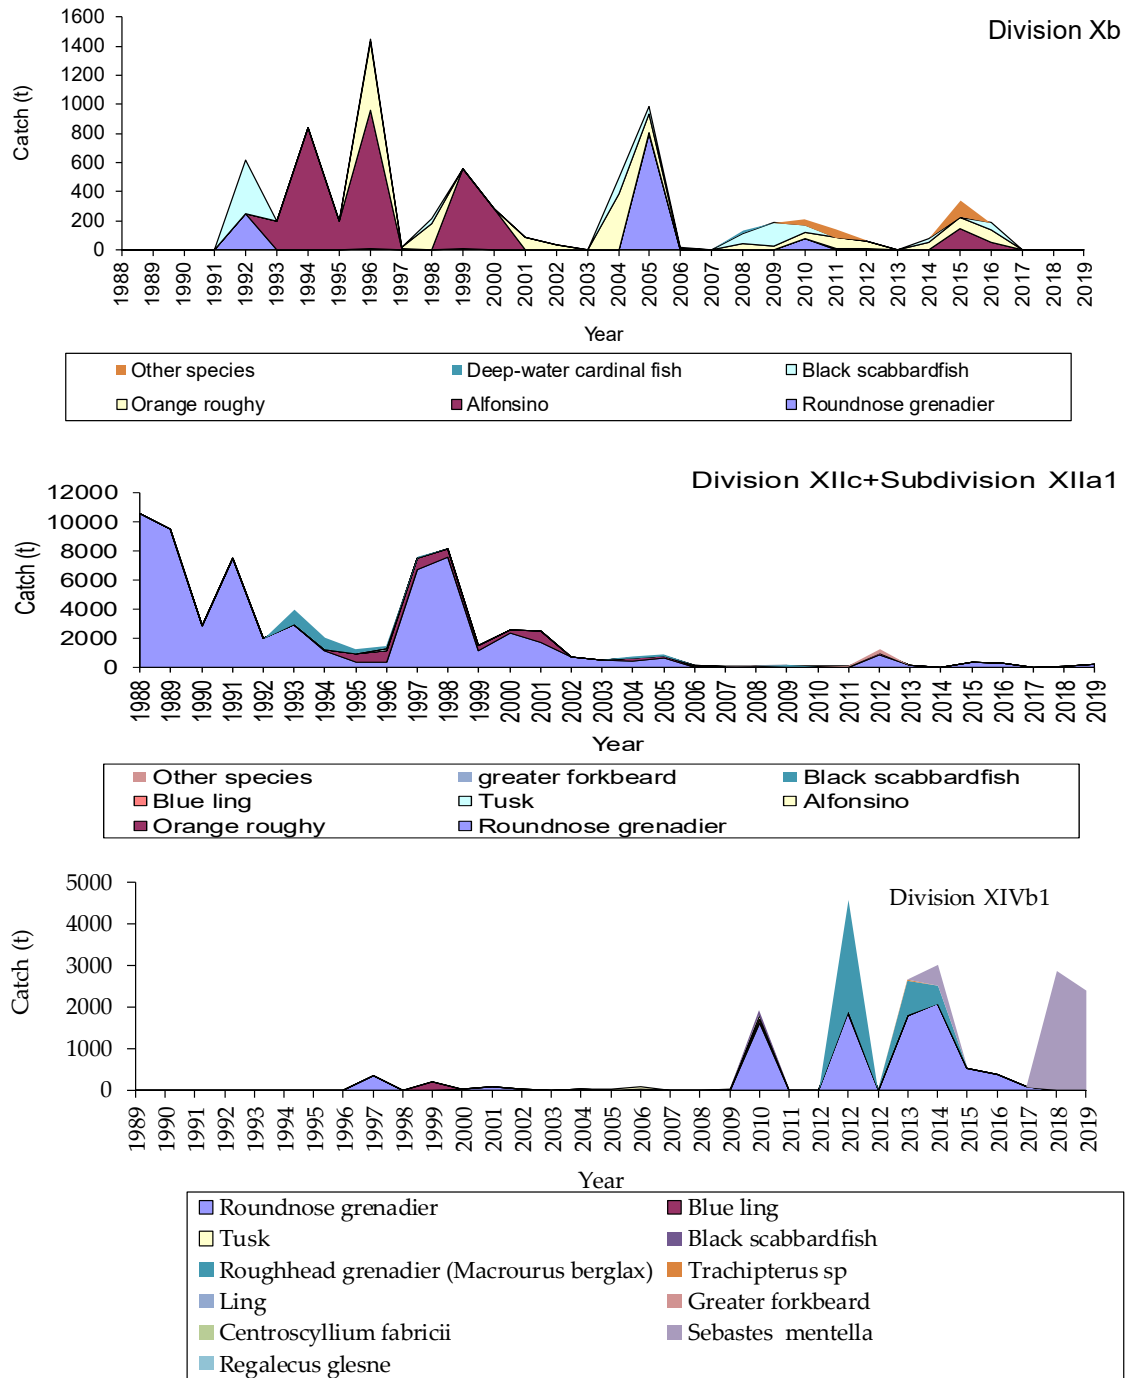 Division Xb
1600
1400
1200
1000
800
600
400
200
0
Catch (t)
1988 1989 1990 1991 1992 1993 1994 1995 1996 1997 1998 1999 2000 2001 2002 2003 2004 2005 2006 2007 2008 2009 2010 2011 2012 2013 2014 2015 2016 2017 2018 2019
Year
Other species Deep-water cardinal fish Black scabbardfish
Orange roughy Alfonsino Roundnose grenadier
Division XIIc+Subdivision XIIa1
12000
10000
8000
6000
4000
2000
0
Catch (t)
1988 1989 1990 1991 1992 1993 1994 1995 1996 1997 1998 1999 2000 2001 2002 2003 2004 2005 2006 2007 2008 2009 2010 2011 2012 2013 2014 2015 2016 2017 2018 2019
Year
Other species greater forkbeard Black scabbardfish
Blue ling Tusk Alfonsino
Orange roughy Roundnose grenadier
Division XIVb1
5000
4000
3000
2000
1000
0
Catch (t)
1989 1990 1991 1992 1993 1994 1995 1996 1997 1998 1999 2000 2001 2002 2003 2004 2005 2006 2007 2008 2009 2010 2011 2012 2012 2012 2013 2014 2015 2016 2017 2018 2019
Year
Roundnose grenadier Blue ling
Tusk Black scabbardfish
Roughhead grenadier (Macrourus berglax) Trachipterus sp
Ling Greater forkbeard
Centroscyllium fabricii Sebastes mentella
Regalecus glesne